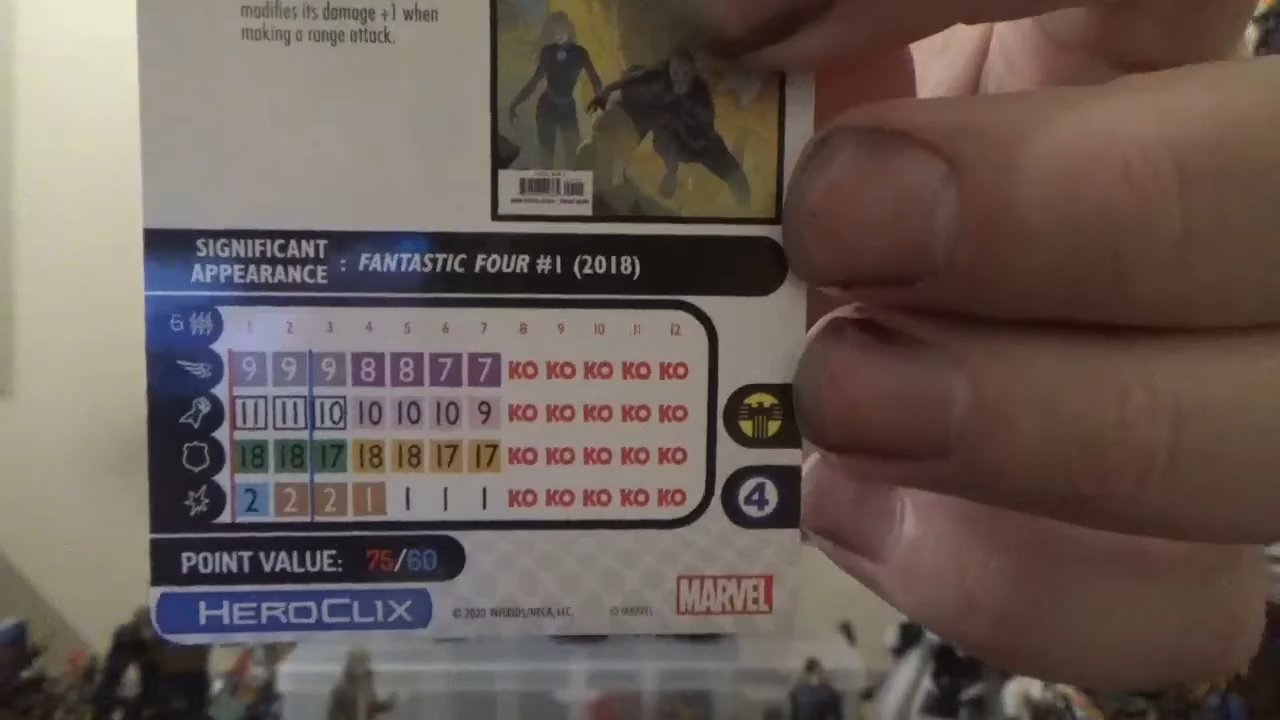 modifies its damage +1 when
making a range attack.
SIGNIFICANT
APPEARANCE : FANTASTIC FOUR #1 (2018)
6 1 2 3 4 5 6 7 8 9 10 11 12
9 9 9 8 8 7 7 KO KO KO KO KO
11 11 10 10 10 10 9 KO KO KO KO KO
18 18 17 18 18 17 17 KO KO KO KO KO
2 2 2 1 1 1 1 KO KO KO KO KO
4
POINT VALUE: 75/60
HEROCLIX
© 2020 WIZKIDS/NECA, LLC. © MARVEL
MARVEL